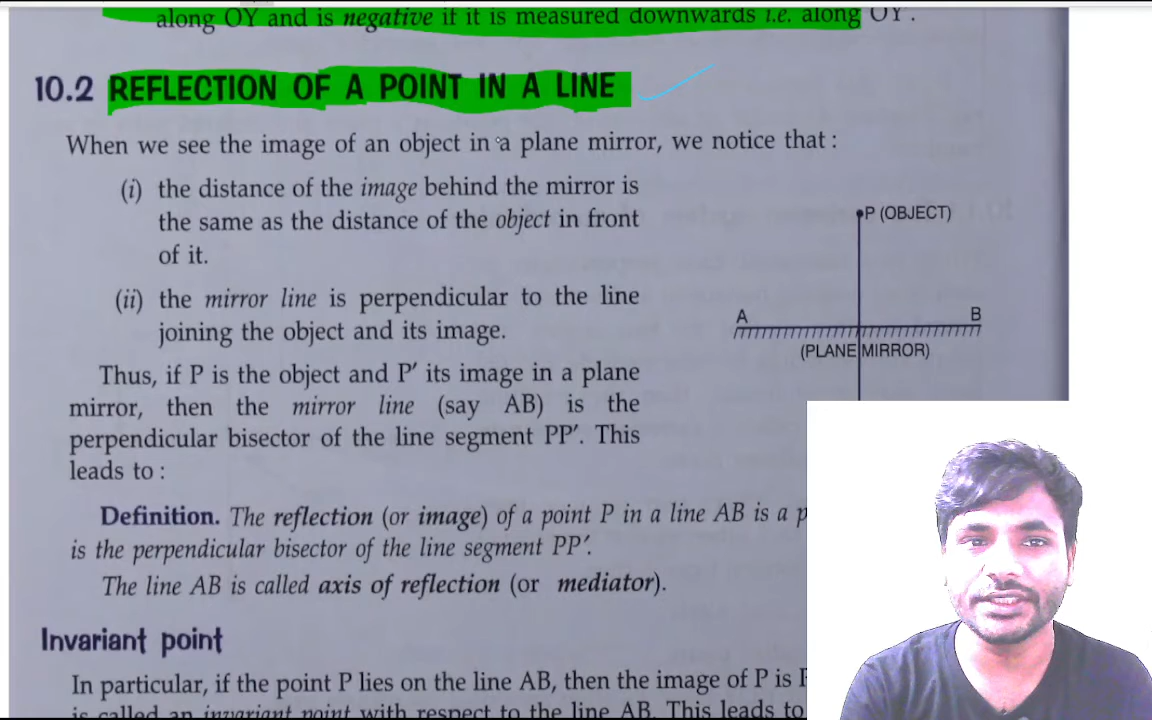 along OY and is negative if it is measured downwards i.e. along OY′.
10.2 REFLECTION OF A POINT IN A LINE
When we see the image of an object in a plane mirror, we notice that :
(i) the distance of the image behind the mirror is
the same as the distance of the object in front
of it.
(ii) the mirror line is perpendicular to the line
joining the object and its image.
Thus, if P is the object and P′ its image in a plane
mirror, then the mirror line (say AB) is the
perpendicular bisector of the line segment PP′. This
leads to :
P (OBJECT)
A B
(PLANE MIRROR)
Definition. The reflection (or image) of a point P in a line AB is a
is the perpendicular bisector of the line segment PP′.
The line AB is called axis of reflection (or mediator).
Invariant point
In particular, if the point P lies on the line AB, then the image of P is
is called an invariant point with respect to the line AB. This leads to